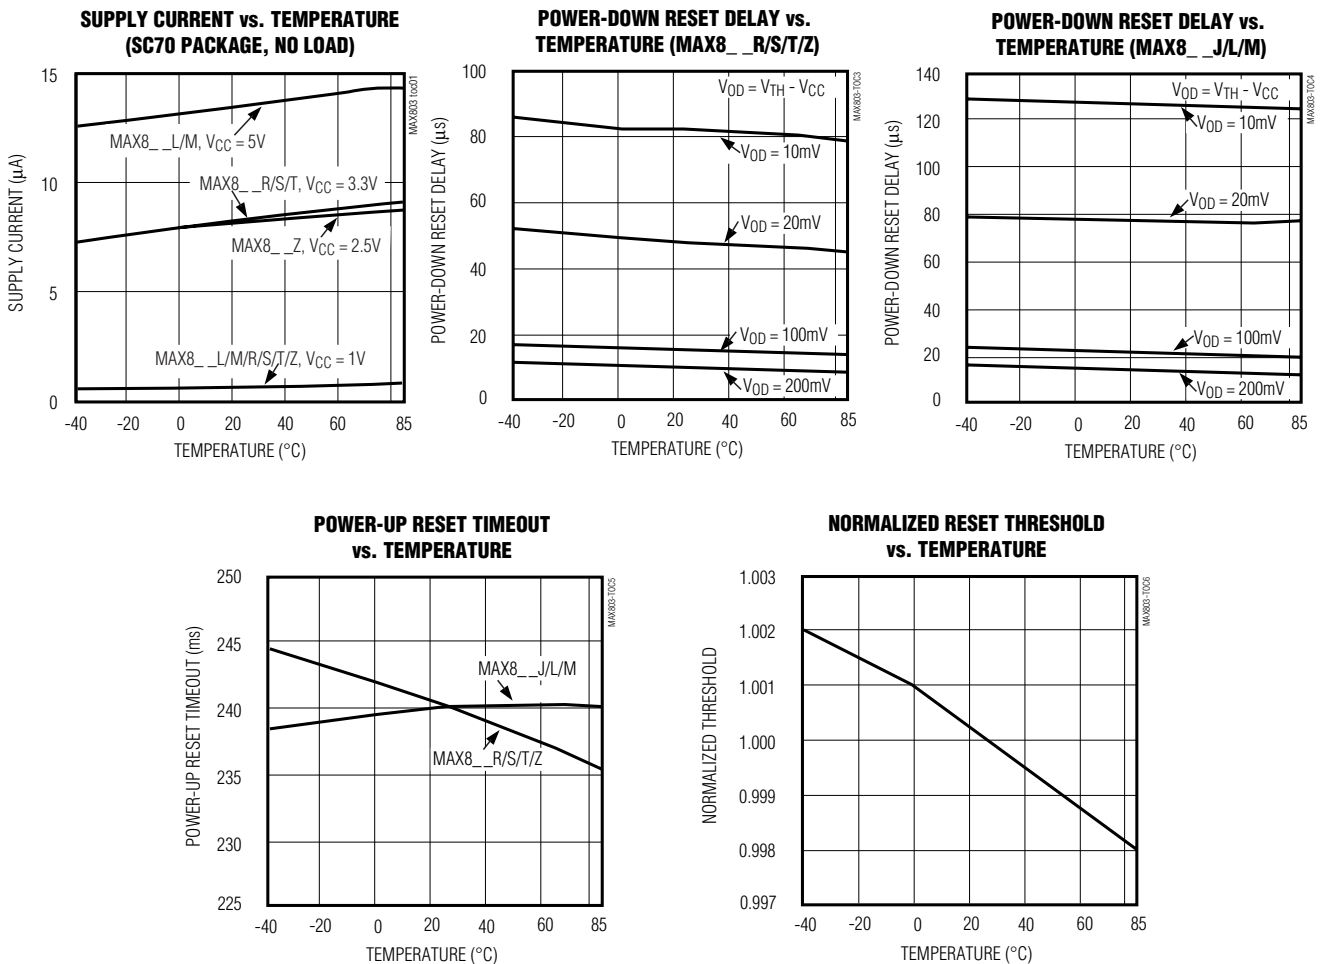 SUPPLY CURRENT vs. TEMPERATURE
(SC70 PACKAGE, NO LOAD)
MAX803 toc01
SUPPLY CURRENT (µA)
15
10
5
0
MAX8_ _L/M, VCC = 5V
MAX8_ _R/S/T, VCC = 3.3V
MAX8_ _Z, VCC = 2.5V
MAX8_ _L/M/R/S/T/Z, VCC = 1V
-40 -20 0 20 40 60 85
TEMPERATURE (°C)
POWER-DOWN RESET DELAY vs.
TEMPERATURE (MAX8_ _R/S/T/Z)
MAX803-TOC3
POWER-DOWN RESET DELAY (µs)
100
80
60
40
20
0
VOD = VTH - VCC
VOD = 10mV
VOD = 20mV
VOD = 100mV
VOD = 200mV
-40 -20 0 20 40 60 85
TEMPERATURE (°C)
POWER-DOWN RESET DELAY vs.
TEMPERATURE (MAX8_ _J/L/M)
MAX803-TOC4
POWER-DOWN RESET DELAY (µs)
140
120
100
80
60
40
20
0
VOD = VTH - VCC
VOD = 10mV
VOD = 20mV
VOD = 100mV
VOD = 200mV
-40 -20 0 20 40 60 85
TEMPERATURE (°C)
POWER-UP RESET TIMEOUT
vs. TEMPERATURE
MAX803-TOC5
POWER-UP RESET TIMEOUT (ms)
250
245
240
235
230
225
MAX8_ _J/L/M
MAX8_ _R/S/T/Z
-40 -20 0 20 40 60 85
TEMPERATURE (°C)
NORMALIZED RESET THRESHOLD
vs. TEMPERATURE
MAX803-TOC6
NORMALIZED THRESHOLD
1.003
1.002
1.001
1.000
0.999
0.998
0.997
-40 -20 0 20 40 60 85
TEMPERATURE (°C)